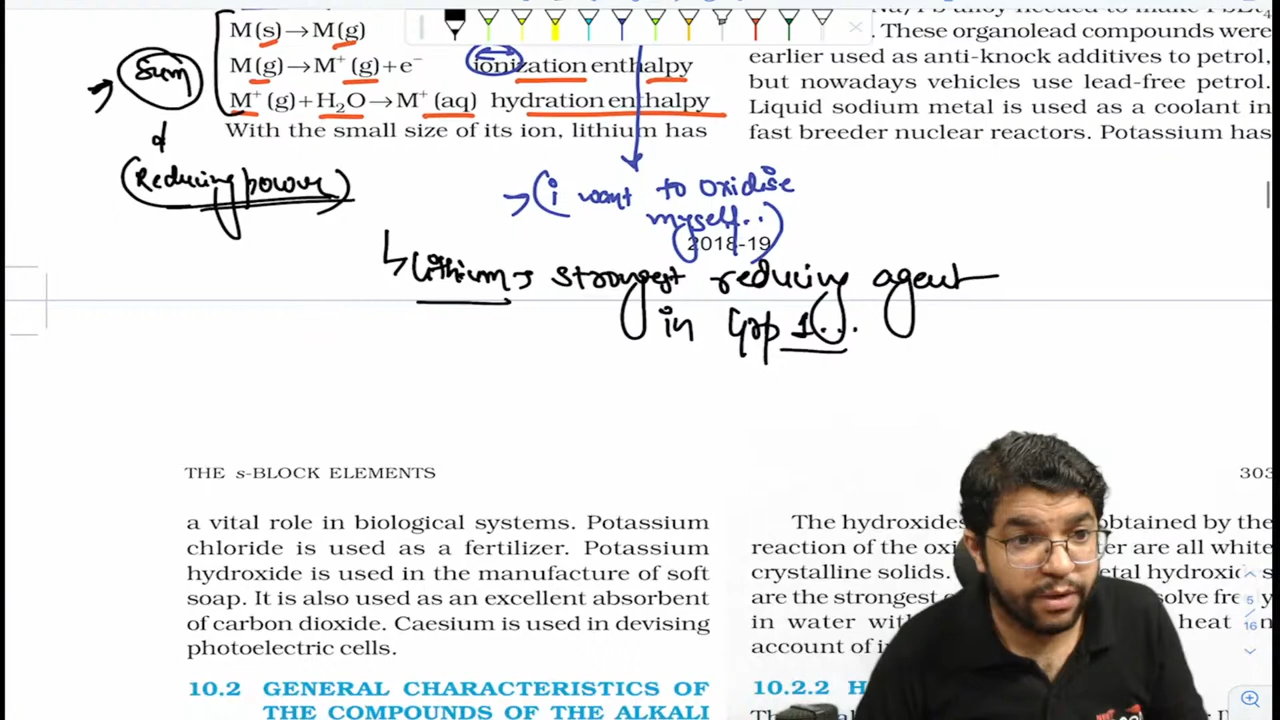 M(s)→M(g)
M(g)→M⁺(g)+e⁻ ionization enthalpy
M⁺(g)+H₂O→M⁺(aq) hydration enthalpy
With the small size of its ion, lithium has
Sum
(Reducing power)
(i want to oxidise
myself..)
2018-19
Lithium → strongest reducing agent
in Grp 1...
alloy needed to make
These organolead compounds were
earlier used as anti-knock additives to petrol,
but nowadays vehicles use lead-free petrol.
Liquid sodium metal is used as a coolant in
fast breeder nuclear reactors. Potassium has
THE s-BLOCK ELEMENTS
303
a vital role in biological systems. Potassium
chloride is used as a fertilizer. Potassium
hydroxide is used in the manufacture of soft
soap. It is also used as an excellent absorbent
of carbon dioxide. Caesium is used in devising
photoelectric cells.
10.2 GENERAL CHARACTERISTICS OF
THE COMPOUNDS OF THE ALKALI
The hydroxides obtained by the
reaction of the are all white
crystalline solids.
are the strongest
in water heat
account of
10.2.2
5
16